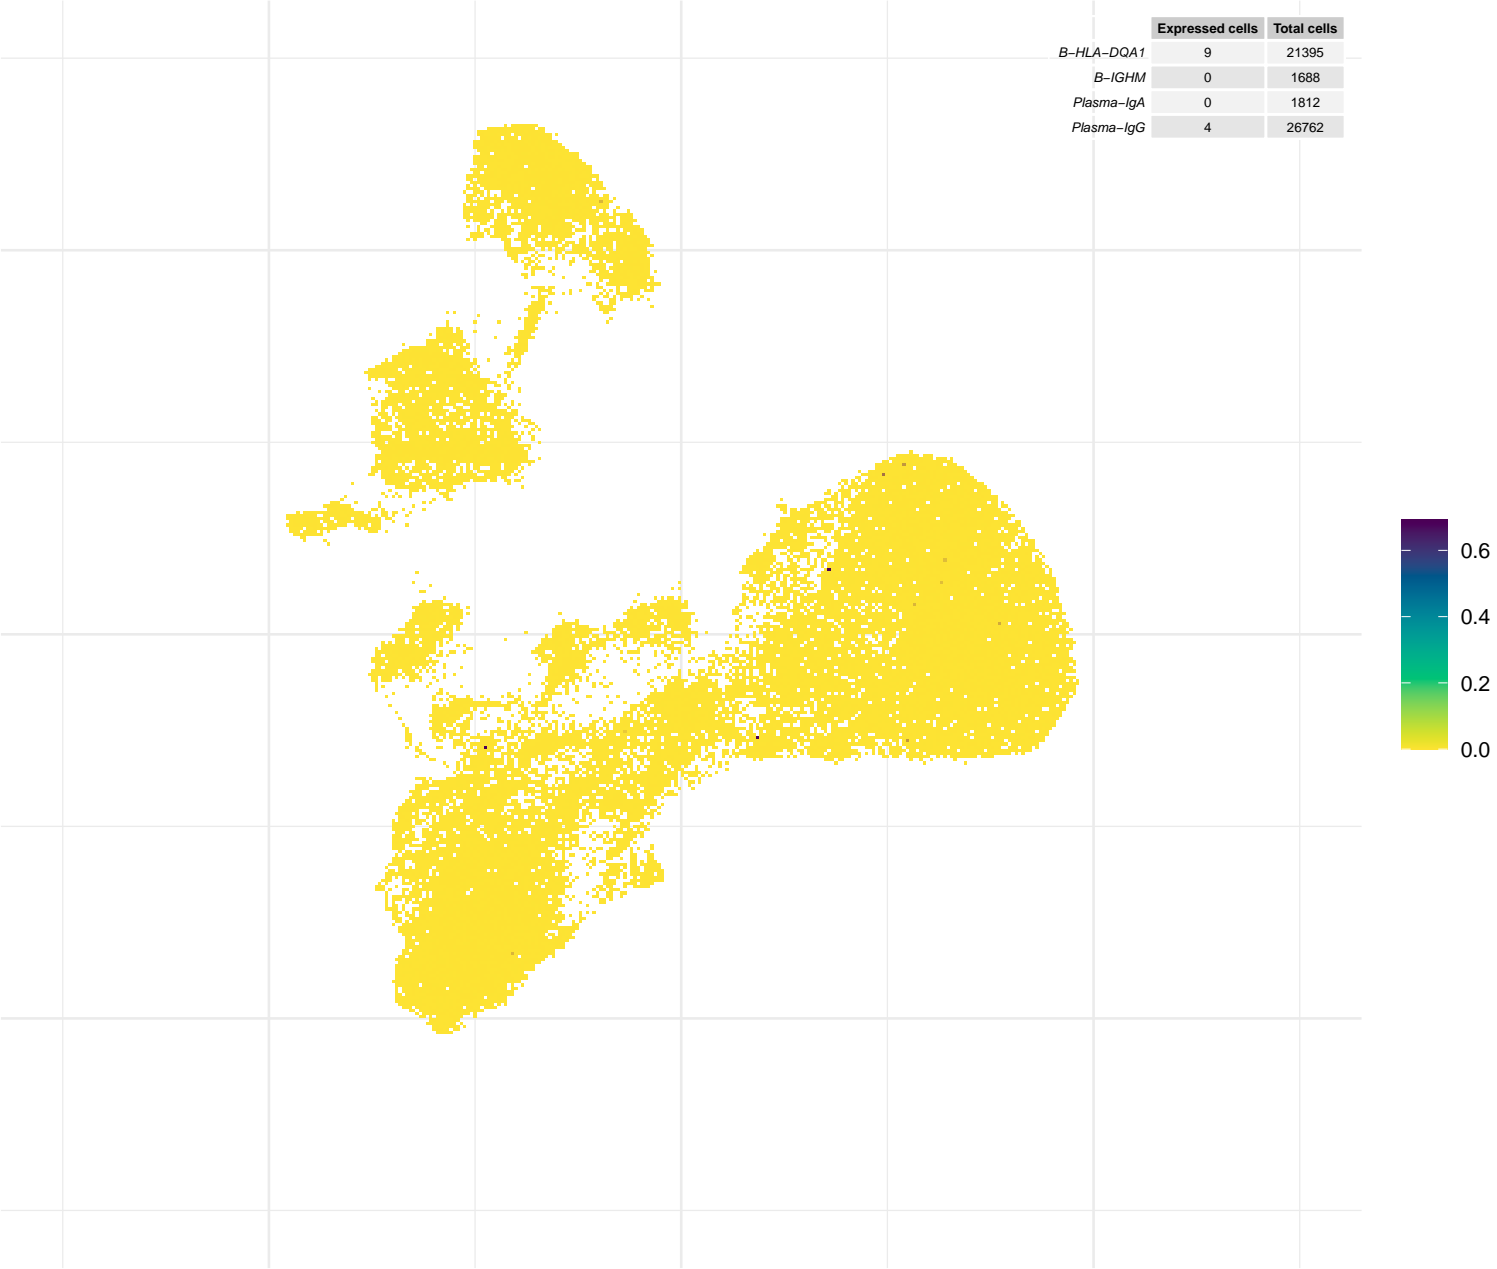 Expressed cells Total cells
B−HLA−DQA1 9 21395
B−IGHM 0 1688
Plasma−IgA 0 1812
Plasma−IgG 4 26762
0.6
0.4
0.2
0.0